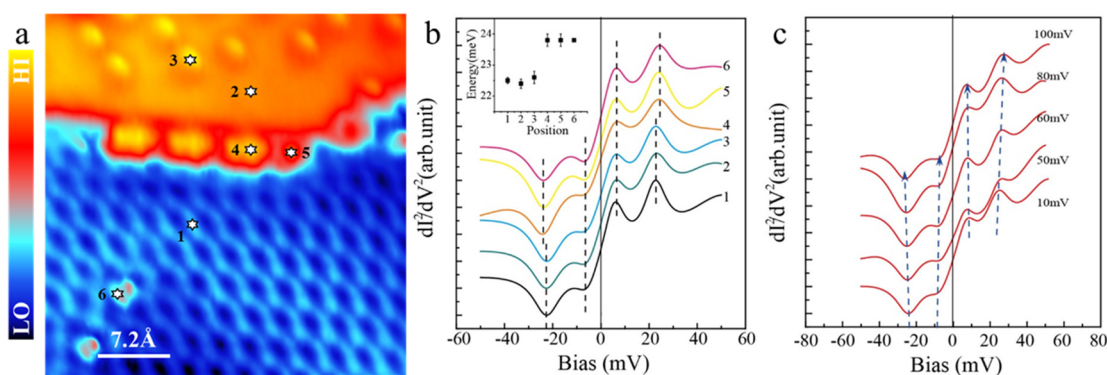 a
HI
LO
3
2
4
5
1
6
7.2Å
b
dI²/dV²(arb.unit)
Energy(meV)
24
23
22
1 2 3 4 5 6
Position
6
5
4
3
2
1
-60 -40 -20 0 20 40 60
Bias (mV)
c
dI²/dV²(arb.unit)
100mV
80mV
60mV
50mV
10mV
-80 -60 -40 -20 0 20 40 60 80
Bias (mV)